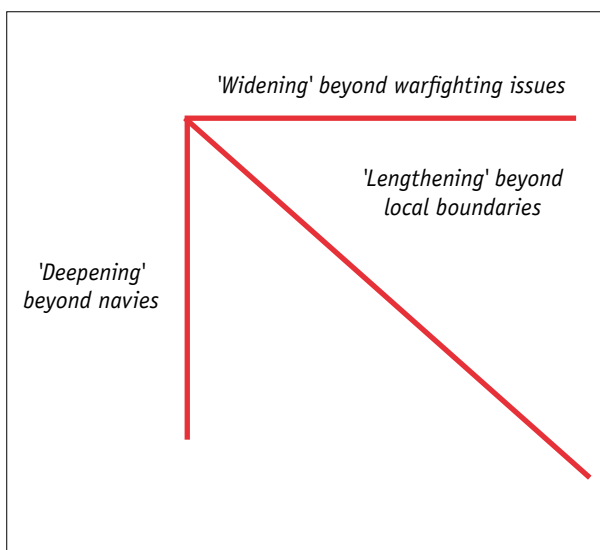 'Widening' beyond warfighting issues
'Lengthening' beyond
local boundaries
'Deepening'
beyond navies